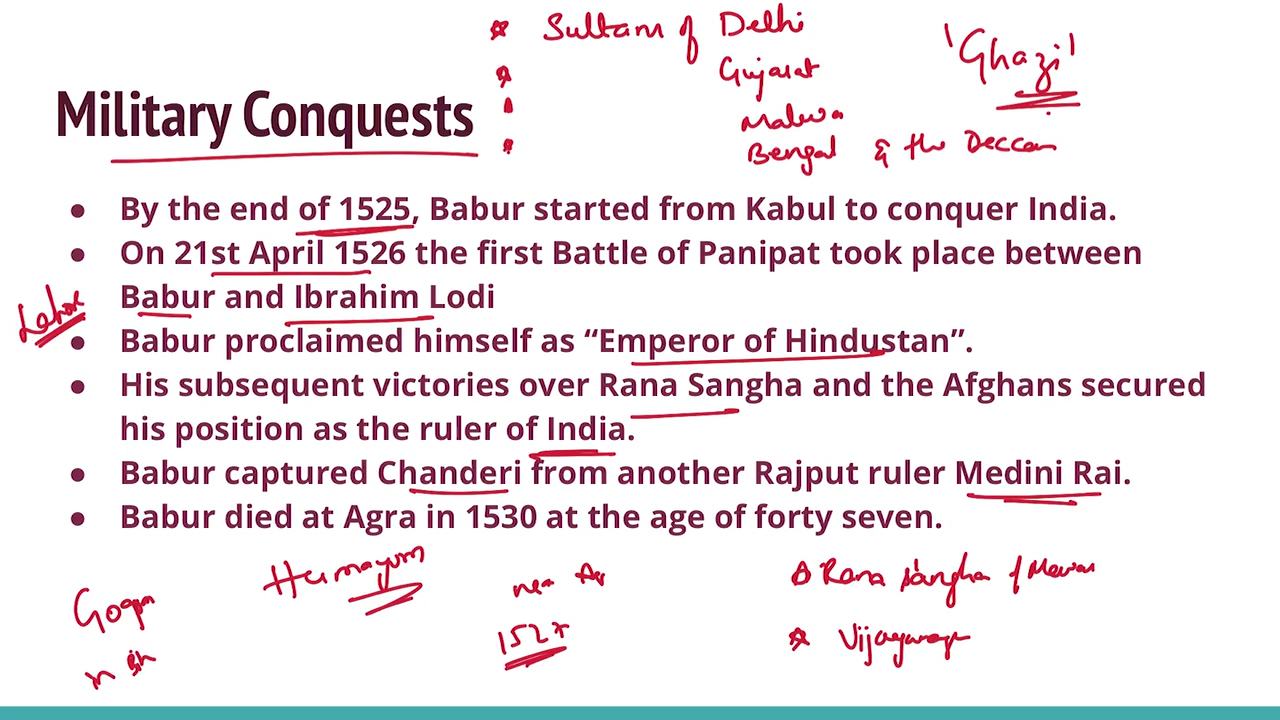 Sultans of Delhi
Gujarat
'Ghazi'
Malwa
Bengal & the Deccan
Military Conquests
By the end of 1525, Babur started from Kabul to conquer India.
On 21st April 1526 the first Battle of Panipat took place between
Babur and Ibrahim Lodi
Lahore
Babur proclaimed himself as “Emperor of Hindustan”.
His subsequent victories over Rana Sangha and the Afghans secured
his position as the ruler of India.
Babur captured Chanderi from another Rajput ruler Medini Rai.
Babur died at Agra in 1530 at the age of forty seven.
Humayum
near
Rana Sangha of Mewar
1527